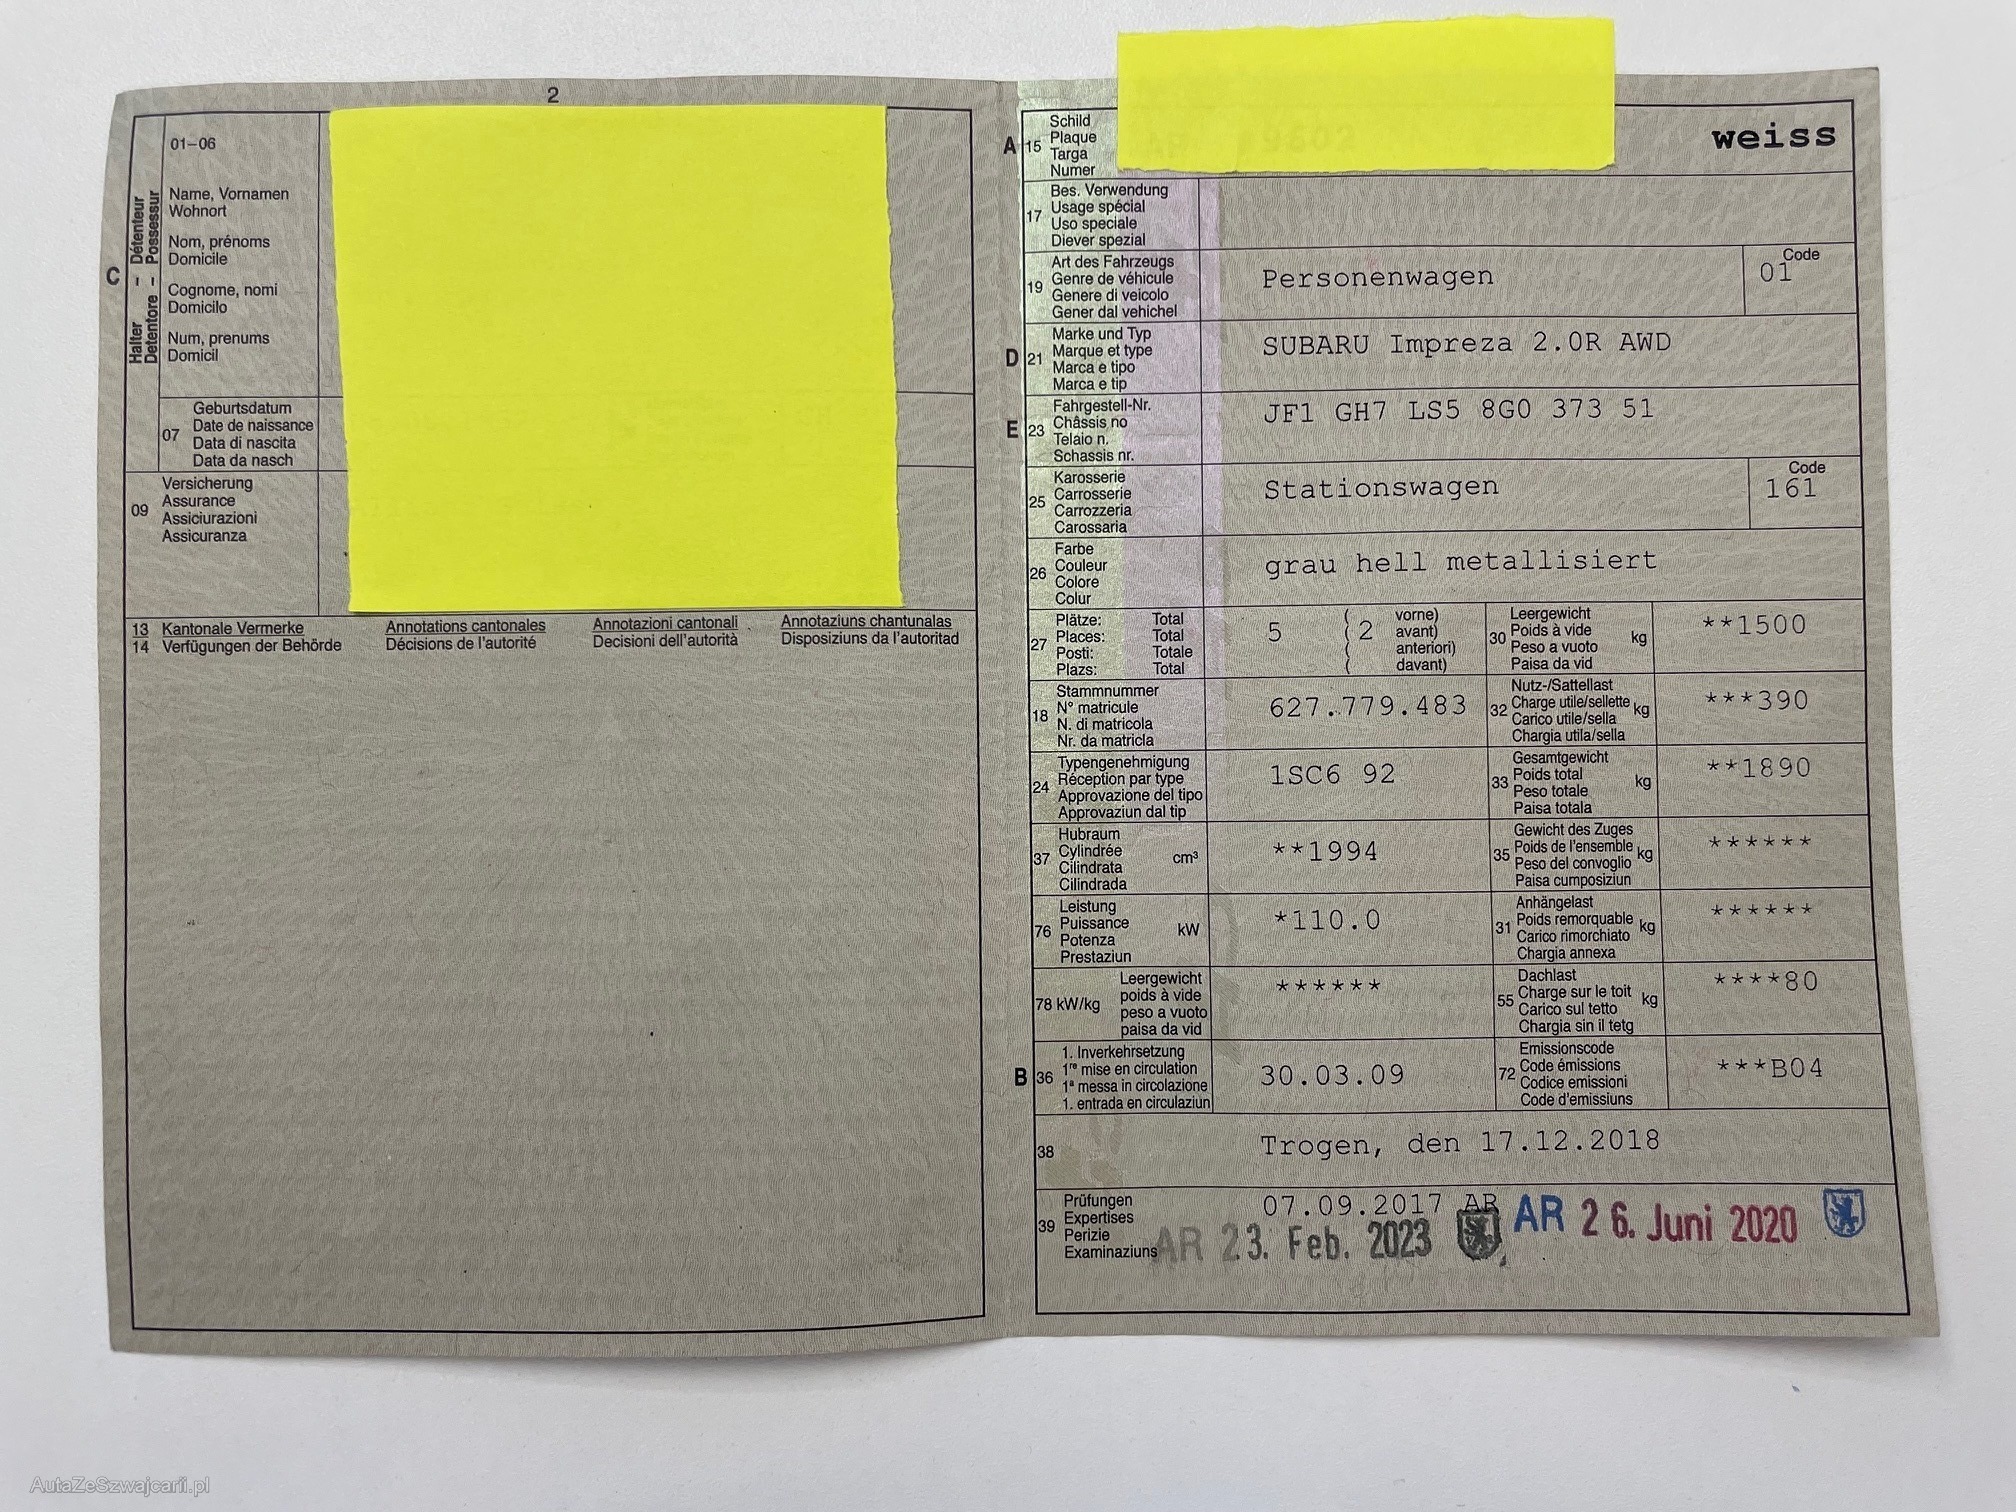 2
01–06
Name, Vornamen
Wohnort
Nom, prénoms
Domicile
Cognome, nomi
Domicilo
Num, prenums
Domicil
C
Halter – Détenteur
Detentore – Possessur
07
Geburtsdatum
Date de naissance
Data di nascita
Data da nasch
09
Versicherung
Assurance
Assiciurazioni
Assicuranza
13 Kantonale Vermerke Annotations cantonales Annotazioni cantonali Annotaziuns chantunalas
14 Verfügungen der Behörde Décisions de l'autorité Decisioni dell'autorità Disposiziuns da l'autoritad
A 15
Schild
Plaque
Targa
Numer
weiss
17
Bes. Verwendung
Usage spécial
Uso speciale
Diever spezial
19
Art des Fahrzeugs
Genre de véhicule
Genere di veicolo
Gener dal vehichel
Personenwagen
Code
01
D 21
Marke und Typ
Marque et type
Marca e tipo
Marca e tip
SUBARU Impreza 2.0R AWD
E 23
Fahrgestell-Nr.
Châssis no
Telaio n.
Schassis nr.
JF1 GH7 LS5 8G0 373 51
25
Karosserie
Carrosserie
Carrozzeria
Carossaria
Stationswagen
Code
161
26
Farbe
Couleur
Colore
Colur
grau hell metallisiert
27
Plätze: Total
Places: Total
Posti: Totale
Plazs: Total
5 ( 2 vorne)
( avant)
( anteriori)
( davant)
30
Leergewicht
Poids à vide
Peso a vuoto
Paisa da vid
kg
**1500
18
Stammnummer
N° matricule
N. di matricola
Nr. da matricla
627.779.483
32
Nutz-/Sattellast
Charge utile/sellette
Carico utile/sella
Chargia utila/sella
kg
***390
24
Typengenehmigung
Réception par type
Approvazione del tipo
Approvaziun dal tip
1SC6 92
33
Gesamtgewicht
Poids total
Peso totale
Paisa totala
kg
**1890
37
Hubraum
Cylindrée
Cilindrata
Cilindrada
cm³
**1994
35
Gewicht des Zuges
Poids de l'ensemble
Peso del convoglio
Paisa cumposiziun
kg
******
76
Leistung
Puissance
Potenza
Prestaziun
kW
*110.0
31
Anhängelast
Poids remorquable
Carico rimorchiato
Chargia annexa
kg
******
78 kW/kg
Leergewicht
poids à vide
peso a vuoto
paisa da vid
******
55
Dachlast
Charge sur le toit
Carico sul tetto
Chargia sin il tetg
kg
****80
B 36
1. Inverkehrsetzung
1re mise en circulation
1a messa in circolazione
1. entrada en circulaziun
30.03.09
72
Emissionscode
Code émissions
Codice emissioni
Code d'emissiuns
***B04
38
Trogen, den 17.12.2018
39
Prüfungen
Expertises
Perizie
Examinaziuns
07.09.2017 AR
AR 26. Juni 2020
AR 23. Feb. 2023
AutaZeSzwajcarii.pl